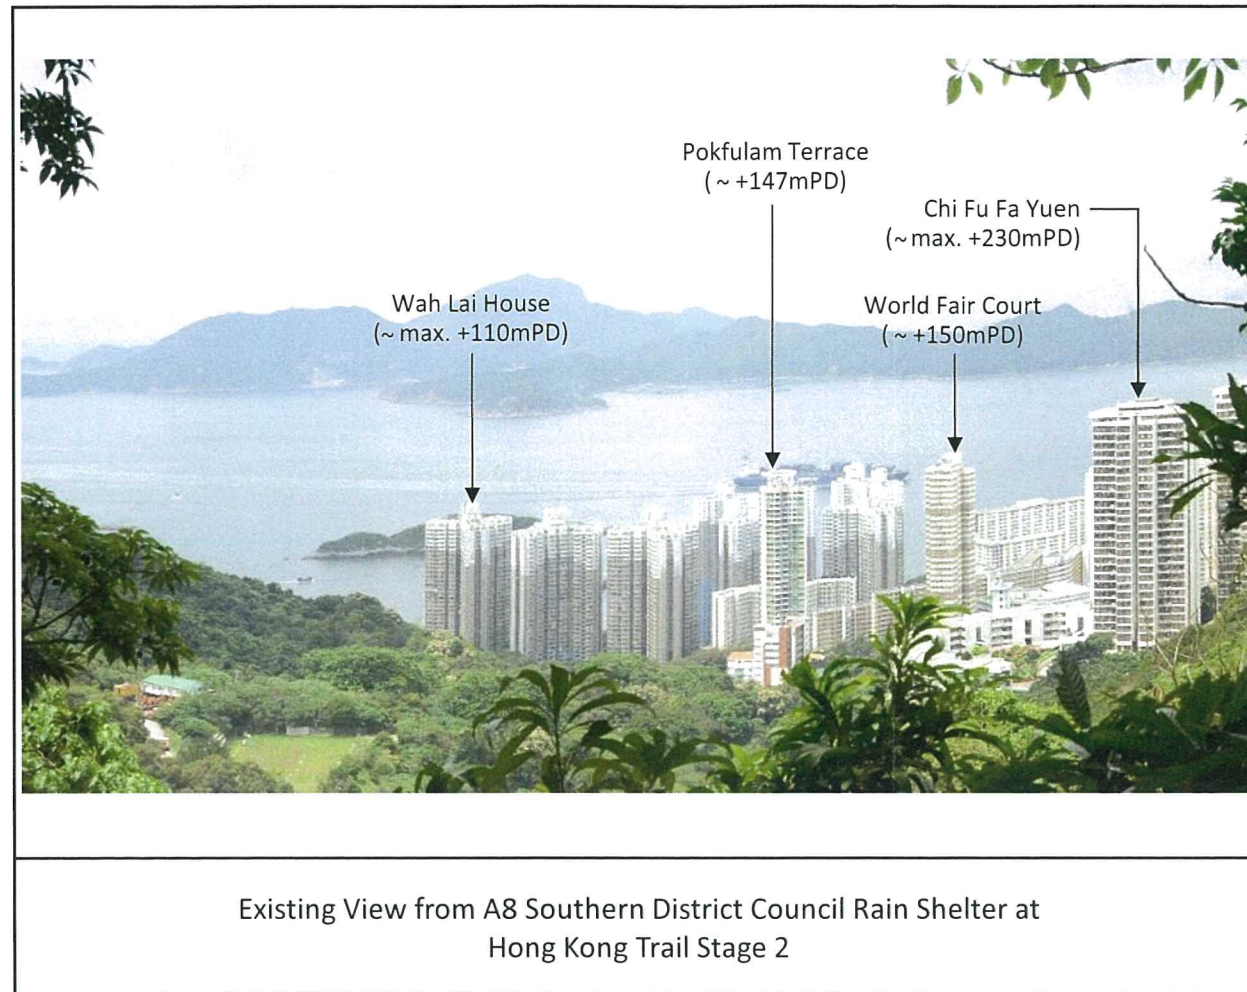 Pokfulam Terrace
(~ +147mPD)
Chi Fu Fa Yuen
(~ max. +230mPD)
Wah Lai House
(~ max. +110mPD)
World Fair Court
(~ +150mPD)
Existing View from A8 Southern District Council Rain Shelter at
Hong Kong Trail Stage 2